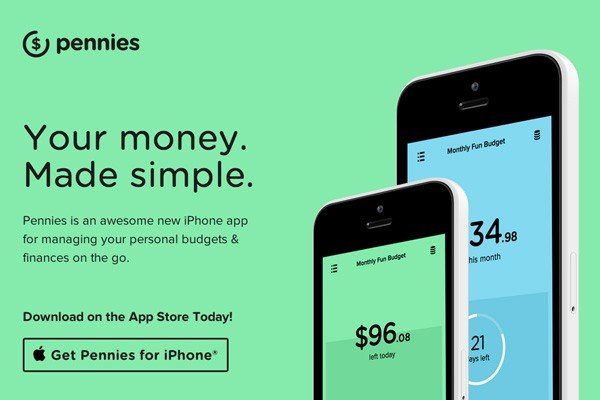 pennies
Your money.
Made simple.
Pennies is an awesome new iPhone app
for managing your personal budgets &
finances on the go.
Download on the App Store Today!
Get Pennies for iPhone®
Monthly Fun Budget
$96.08
left today
Monthly Fun Budget
34.98
this month
21
left